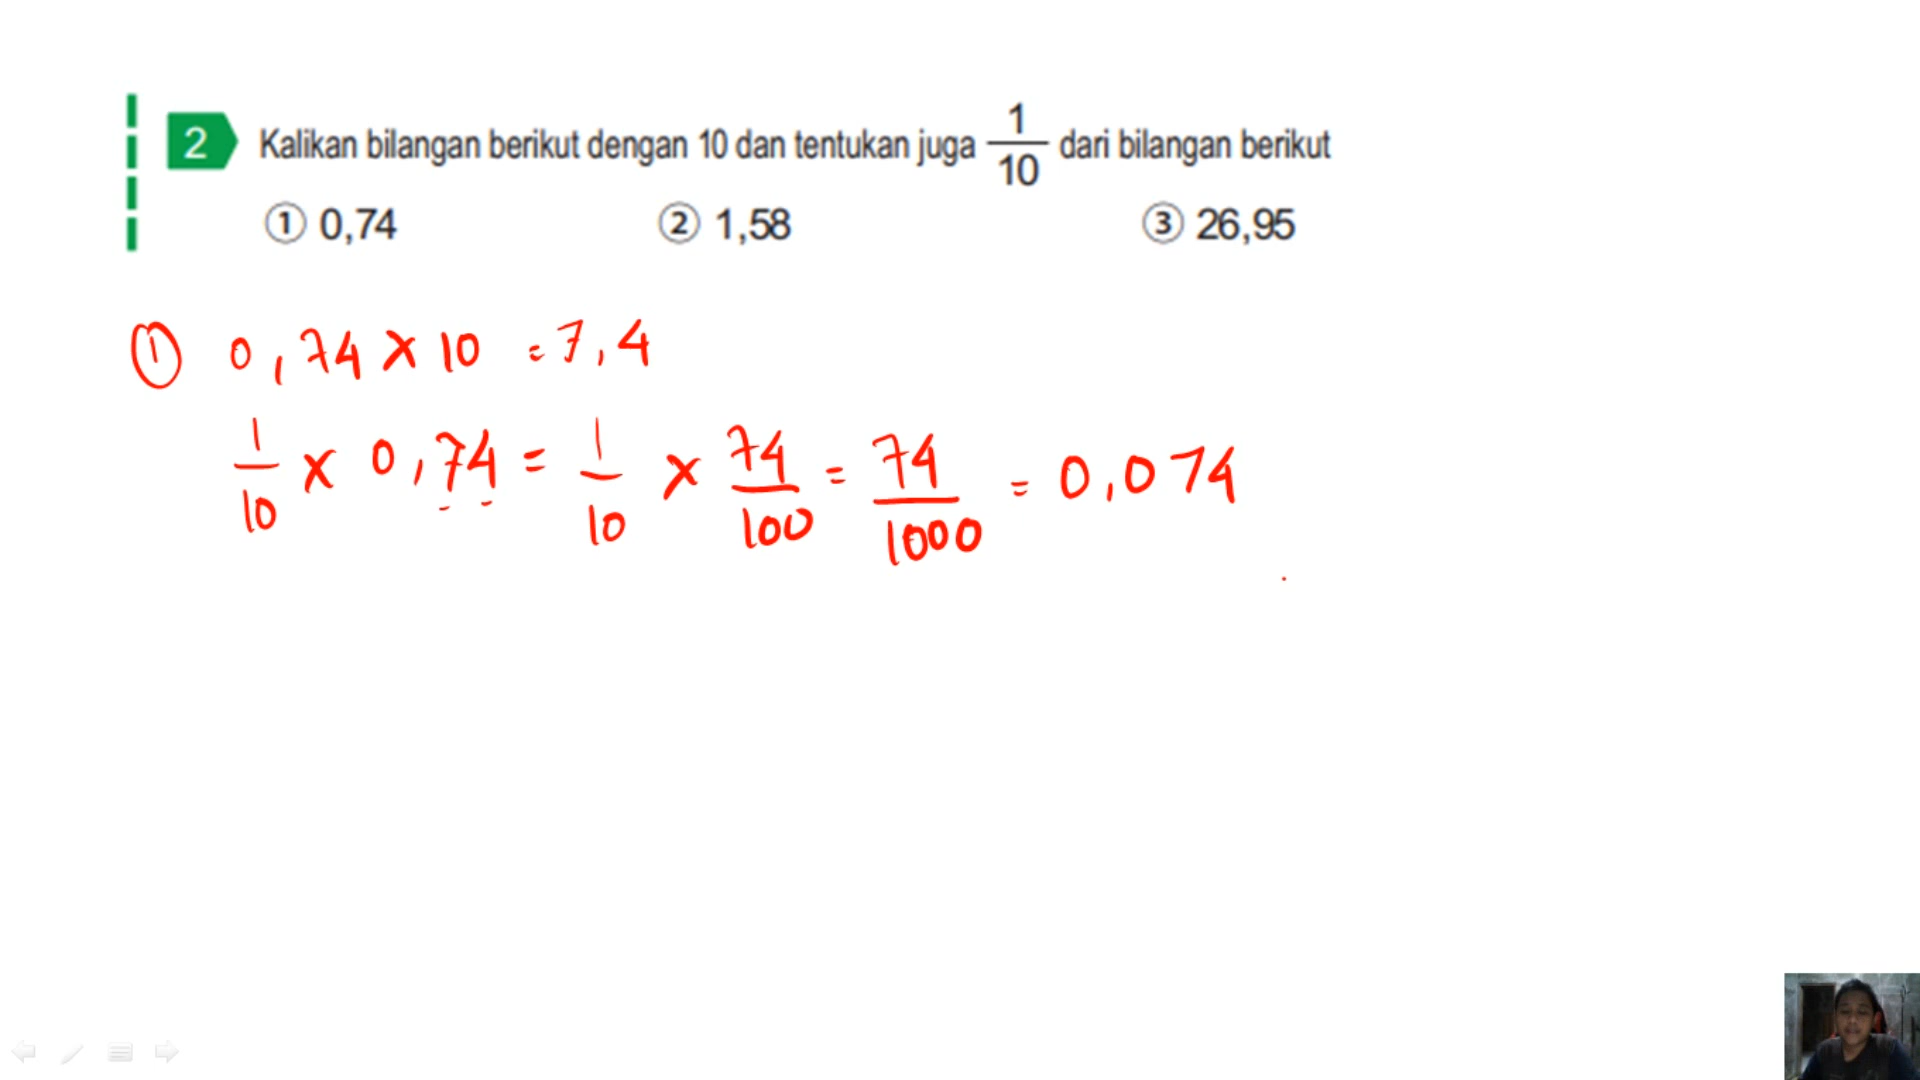 2 Kalikan bilangan berikut dengan 10 dan tentukan juga 1/10 dari bilangan berikut
① 0,74 ② 1,58 ③ 26,95
① 0,74 x 10 = 7,4
1/10 x 0,74 = 1/10 x 74/100 = 74/1000 = 0,074